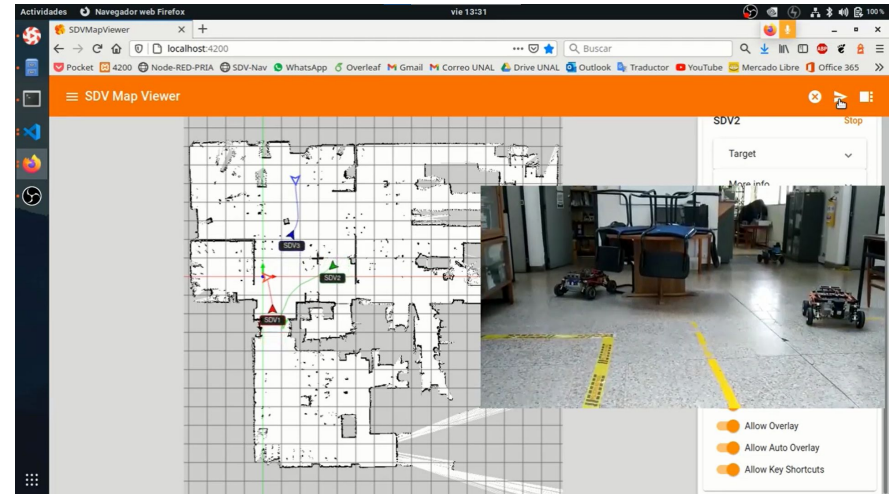 Actividades
Navegador web Firefox
vie 13:31
100 %
SDVMapViewer
localhost:4200
Buscar
Pocket
4200
Node-RED-PRIA
SDV-Nav
WhatsApp
Overleaf
Gmail
Correo UNAL
Drive UNAL
Outlook
Traductor
YouTube
Mercado Libre
Office 365
SDV Map Viewer
SDV2
Stop
Target
More info
SDV3
SDV2
SDV1
Allow Overlay
Allow Auto Overlay
Allow Key Shortcuts